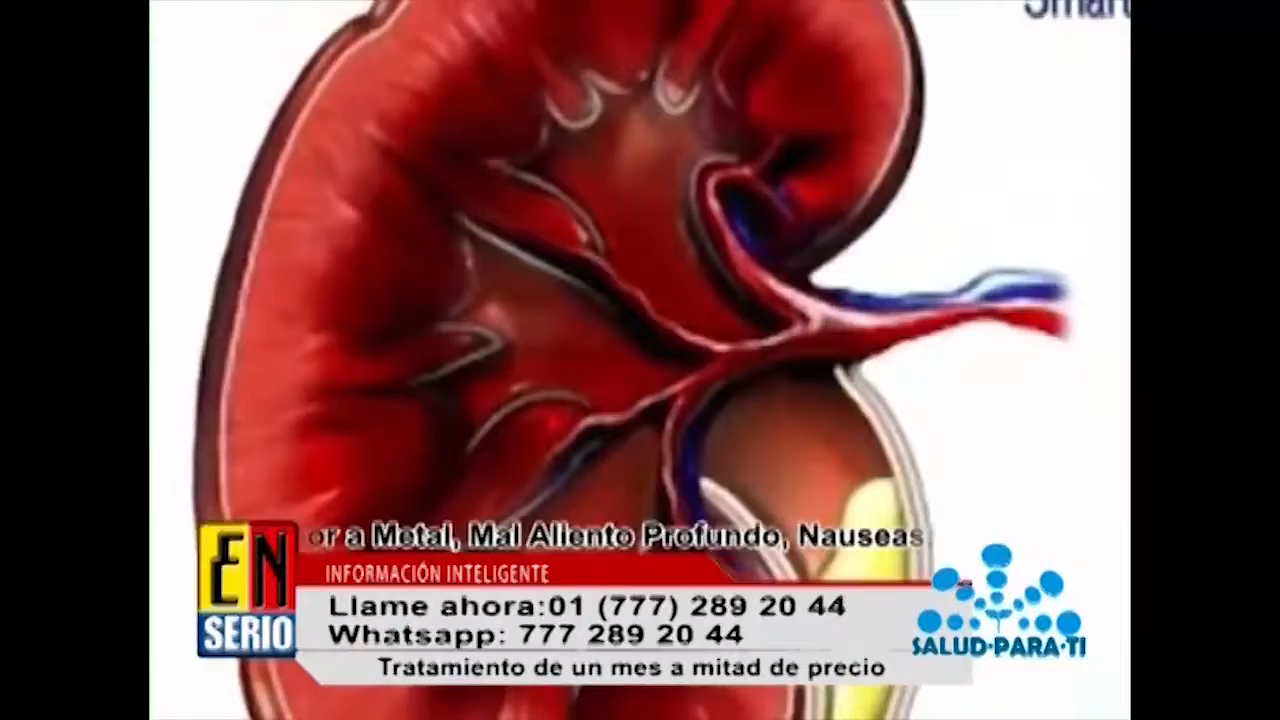 Smart
or a Metal, Mal Aliento Profundo, Nauseas
EN
SERIO
INFORMACIÓN INTELIGENTE
Llame ahora:01 (777) 289 20 44
Whatsapp: 777 289 20 44
Tratamiento de un mes a mitad de precio
SALUD·PARA·TI